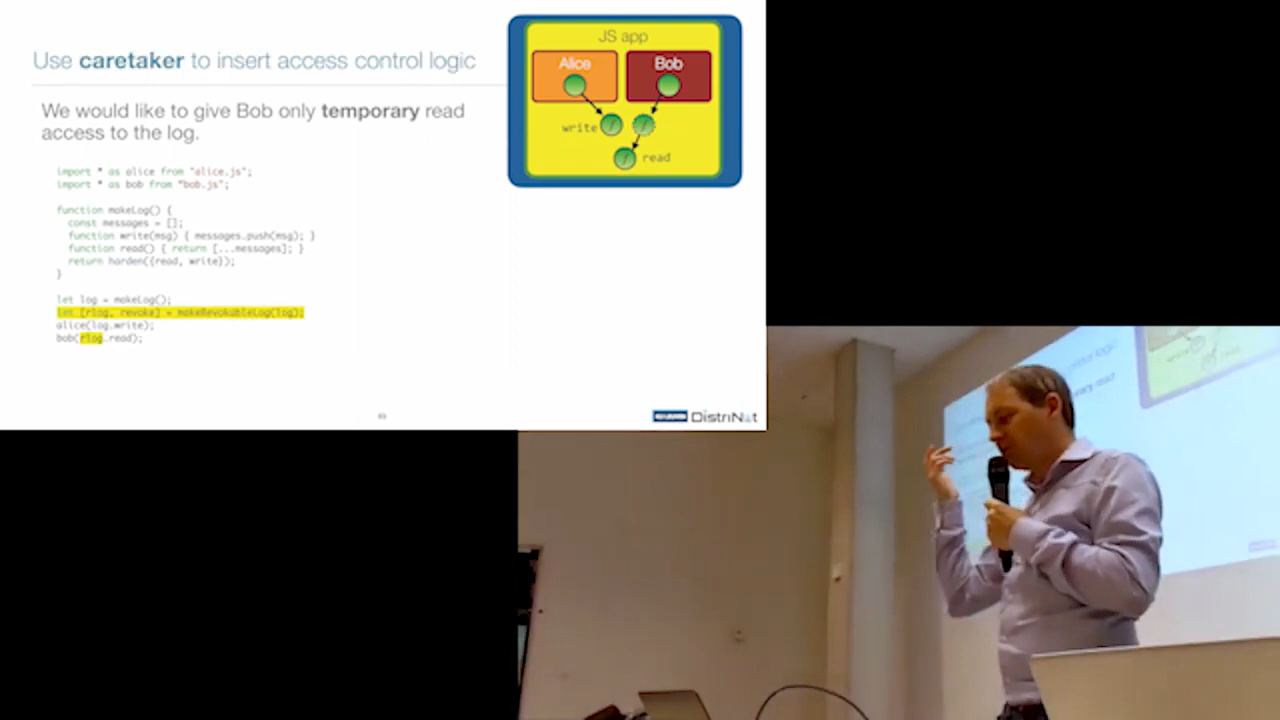 Use caretaker to insert access control logic
We would like to give Bob only temporary read
access to the log.
import * as alice from "alice.js";
import * as bob from "bob.js";
function makeLog() {
const messages = [];
function write(msg) { messages.push(msg); }
function read() { return [...messages]; }
return harden({read, write});
}
let log = makeLog();
let [rlog, revoke] = makeRevokableLog(log);
alice(log.write);
bob(rlog.read);
JS app
Alice
Bob
write
read
DistriNet